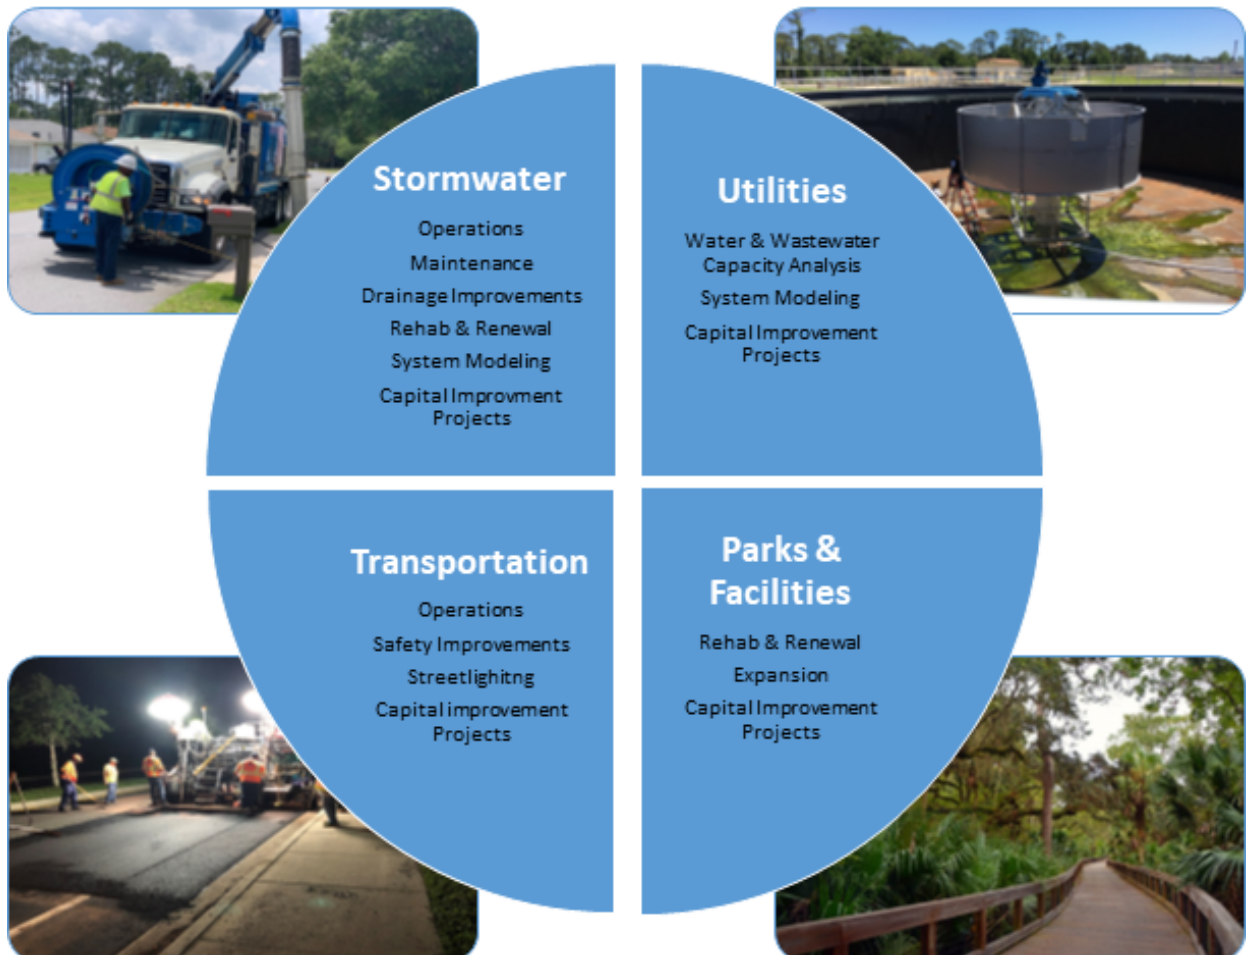 Stormwater
Operations
Maintenance
Drainage Improvements
Rehab & Renewal
System Modeling
Capital Improvment
Projects
Utilities
Water & Wastewater
Capacity Analysis
System Modeling
Capital Improvement
Projects
Transportation
Operations
Safety Improvements
Streetlighitng
Capital improvement
Projects
Parks &
Facilities
Rehab & Renewal
Expansion
Capital Improvement
Projects